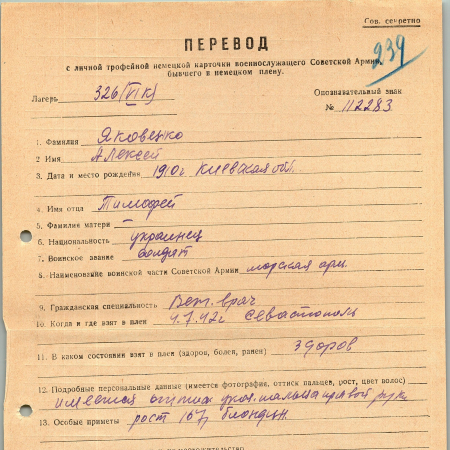 Сов. секретно
239
ПЕРЕВОД
с личной трофейной немецкой карточки военнослужащего Советской Армии,
бывшего в немецком плену.
Лагерь 326 (VI K) Опознавательный знак
№ 112283
1. Фамилия Яковенко
2. Имя Алексей
3. Дата и место рождения 1910г Киевская обл.
4. Имя отца Тимофей
5. Фамилия матери —
6. Национальность украинец
7. Воинское звание солдат
8. Наименование воинской части Советской Армии морская арм.
9. Гражданская специальность Вет. врач
10. Когда и где взят в плен 4.7.42г Севастополь
11. В каком состоянии взят в плен (здоров, болен, ранен) здоров
12. Подробные персональные данные (имеется фотография, оттиск пальцев, рост, цвет волос)
имеется оттиск указ. пальца правой руки
13. Особые приметы рост 167, блондин